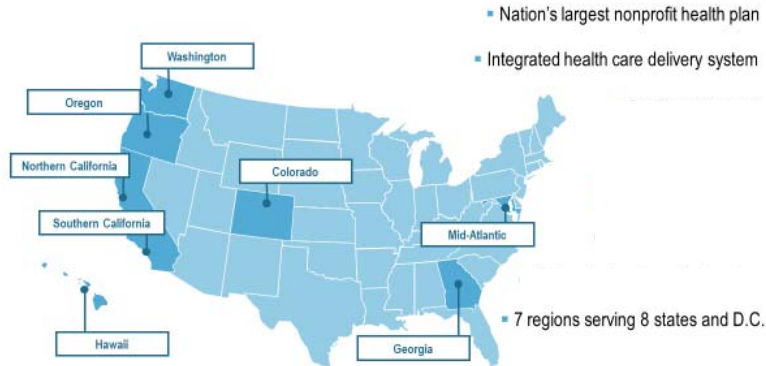 ▪ Nation's largest nonprofit health plan
▪ Integrated health care delivery system
Washington
Oregon
Northern California
Colorado
Southern California
Mid-Atlantic
▪ 7 regions serving 8 states and D.C.
Hawaii
Georgia